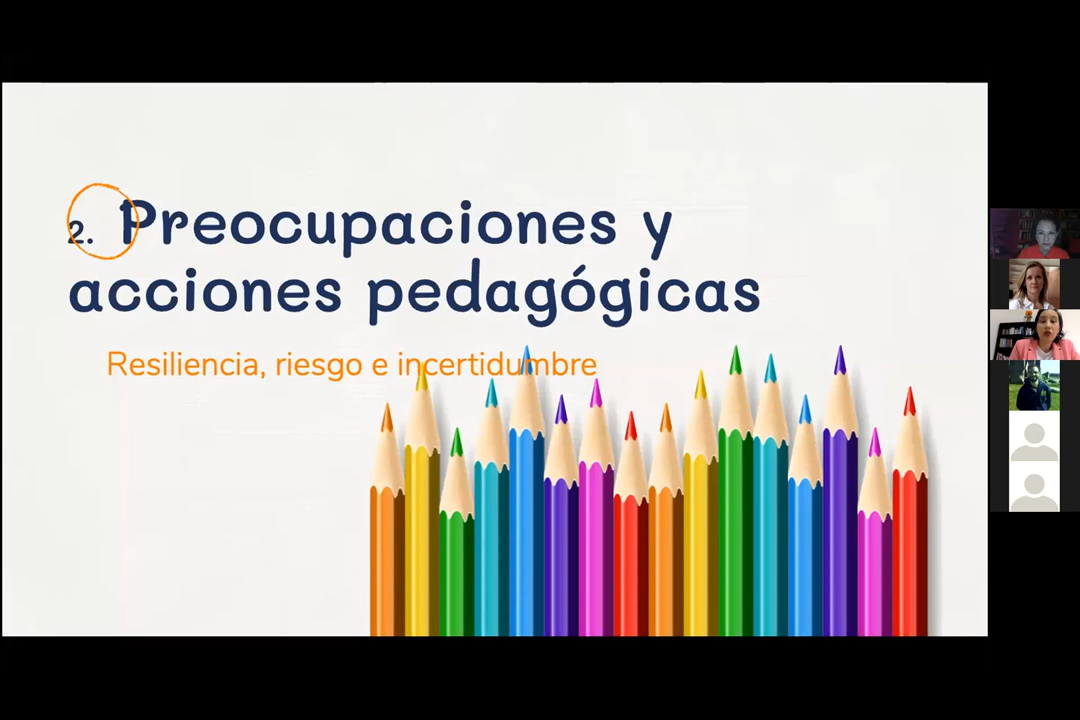 2. Preocupaciones y
acciones pedagógicas
Resiliencia, riesgo e incertidumbre